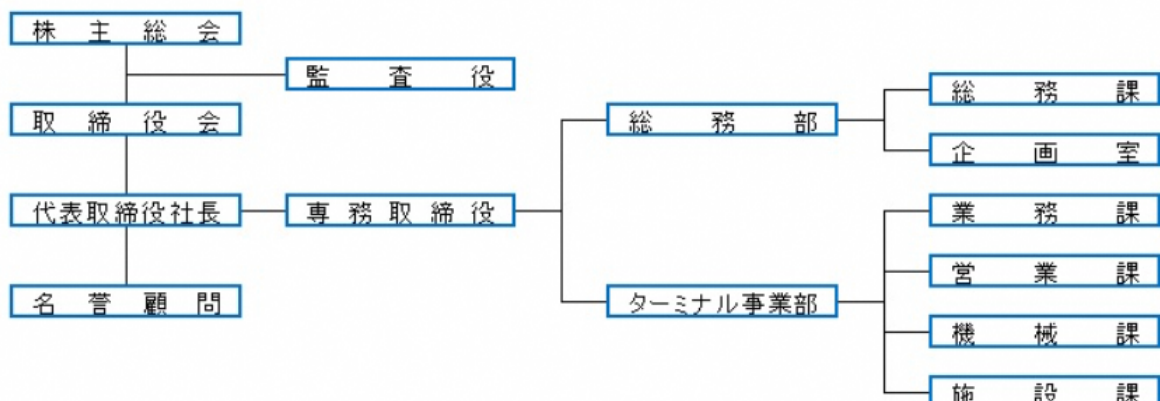 株主総会
監査役
取締役会
代表取締役社長
専務取締役
名誉顧問
総務部
総務課
企画室
ターミナル事業部
業務課
営業課
機械課
施設課